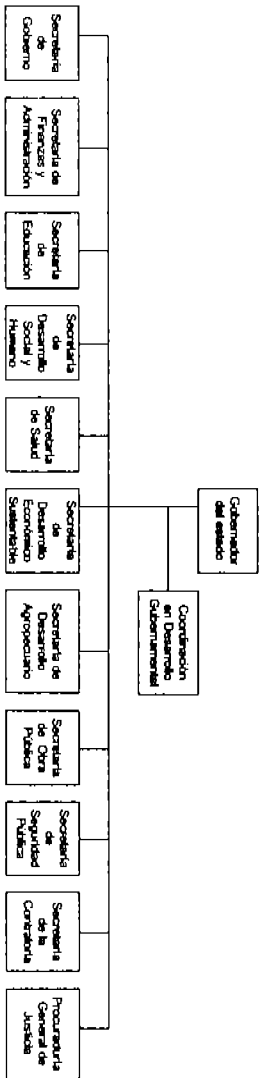 Gobernador
del estado
Coordinación
en Desarrollo
Gubernamental
Secretaría
de
Gobierno
Secretaría de
Finanzas y
Administración
Secretaría
de
Educación
Secretaría
de
Desarrollo
Social y
Humano
Secretaría
de Salud
Secretaría
de
Desarrollo
Económico
Sustentable
Secretaría de
Desarrollo
Agropecuario
Secretaría
de Obra
Pública
Secretaría
de
Seguridad
Pública
Secretaría
de la
Contraloría
Procuraduría
General de
Justicia